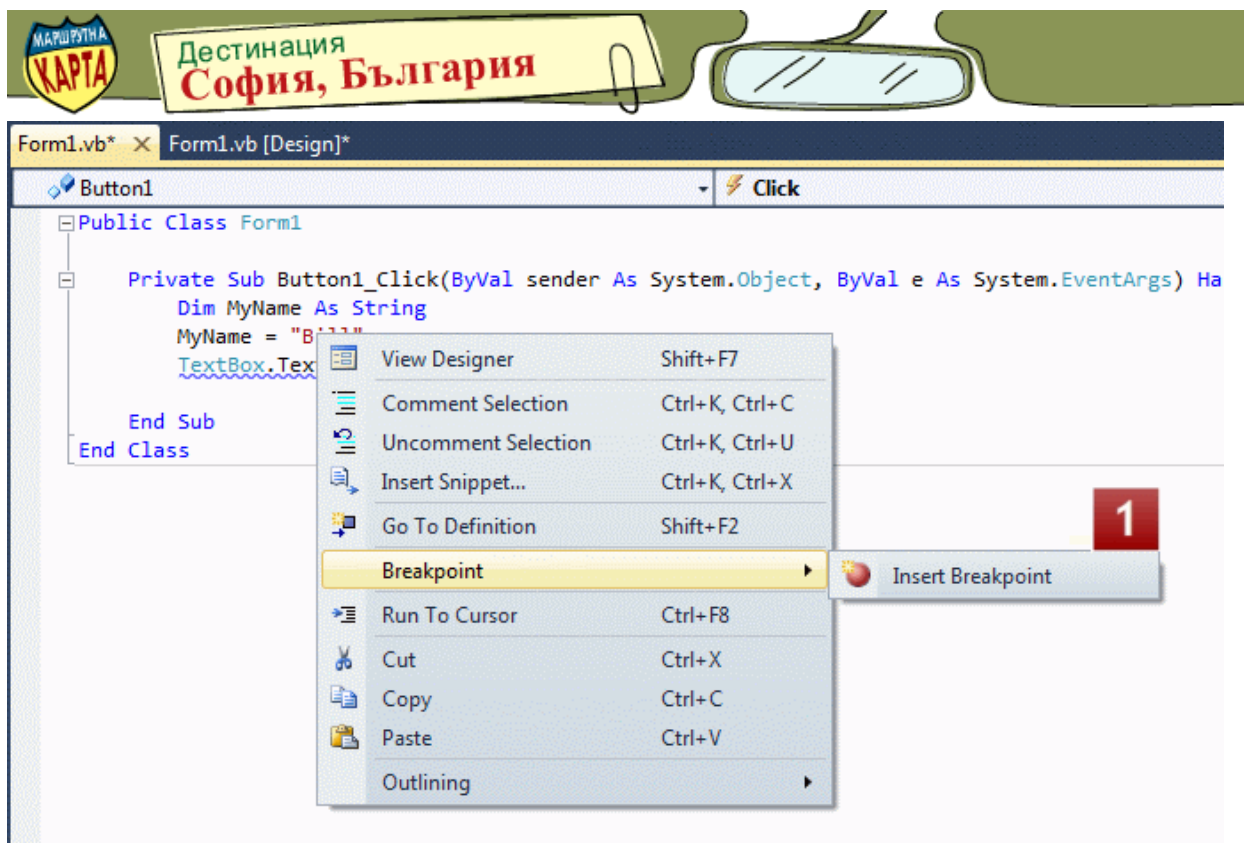 МАРШРУТНА
КАРТА
Дестинация
София, България
Form1.vb* Form1.vb [Design]*
Button1 Click
Public Class Form1
Private Sub Button1_Click(ByVal sender As System.Object, ByVal e As System.EventArgs) Ha
Dim MyName As String
MyName = "Bill"
TextBox.Tex
End Sub
End Class
View Designer Shift+F7
Comment Selection Ctrl+K, Ctrl+C
Uncomment Selection Ctrl+K, Ctrl+U
Insert Snippet... Ctrl+K, Ctrl+X
Go To Definition Shift+F2
1
Breakpoint
Insert Breakpoint
Run To Cursor Ctrl+F8
Cut Ctrl+X
Copy Ctrl+C
Paste Ctrl+V
Outlining